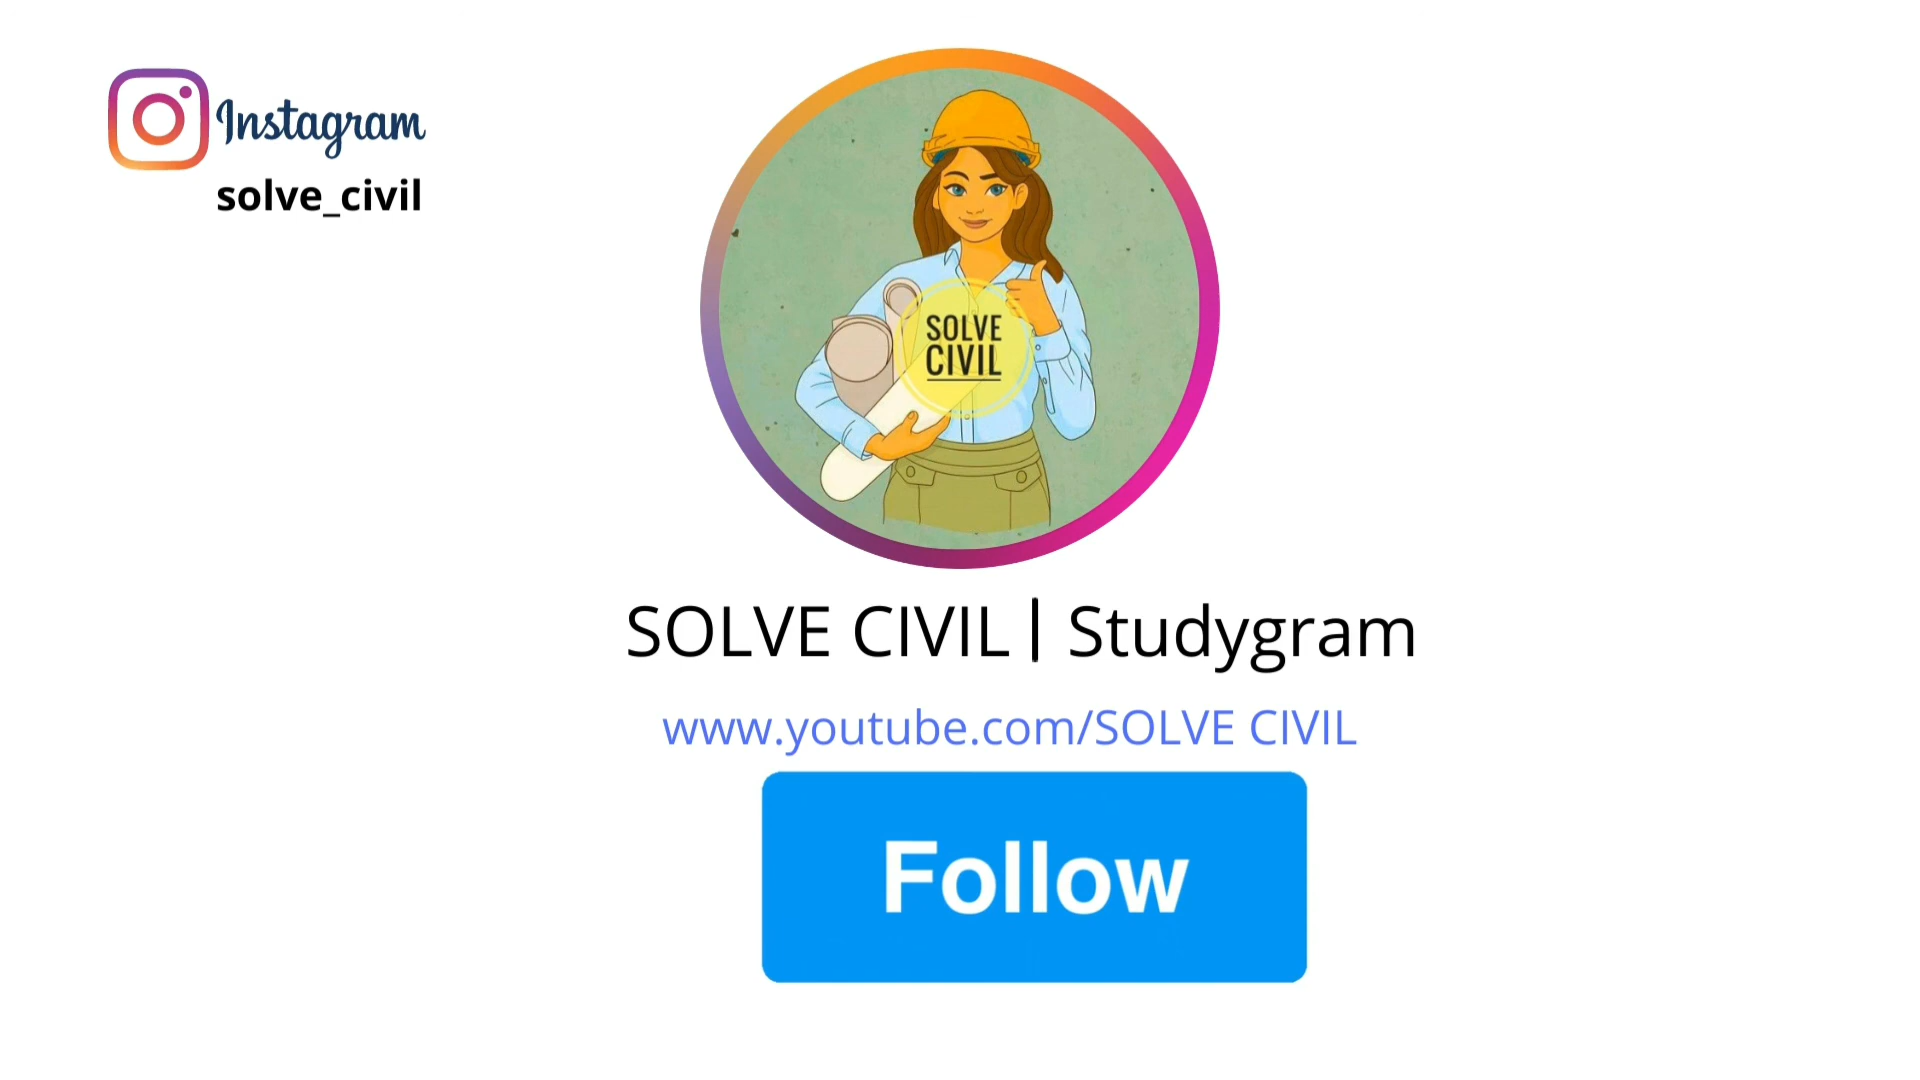 Instagram
solve_civil
SOLVE
CIVIL
SOLVE CIVIL | Studygram
www.youtube.com/SOLVE CIVIL
Follow